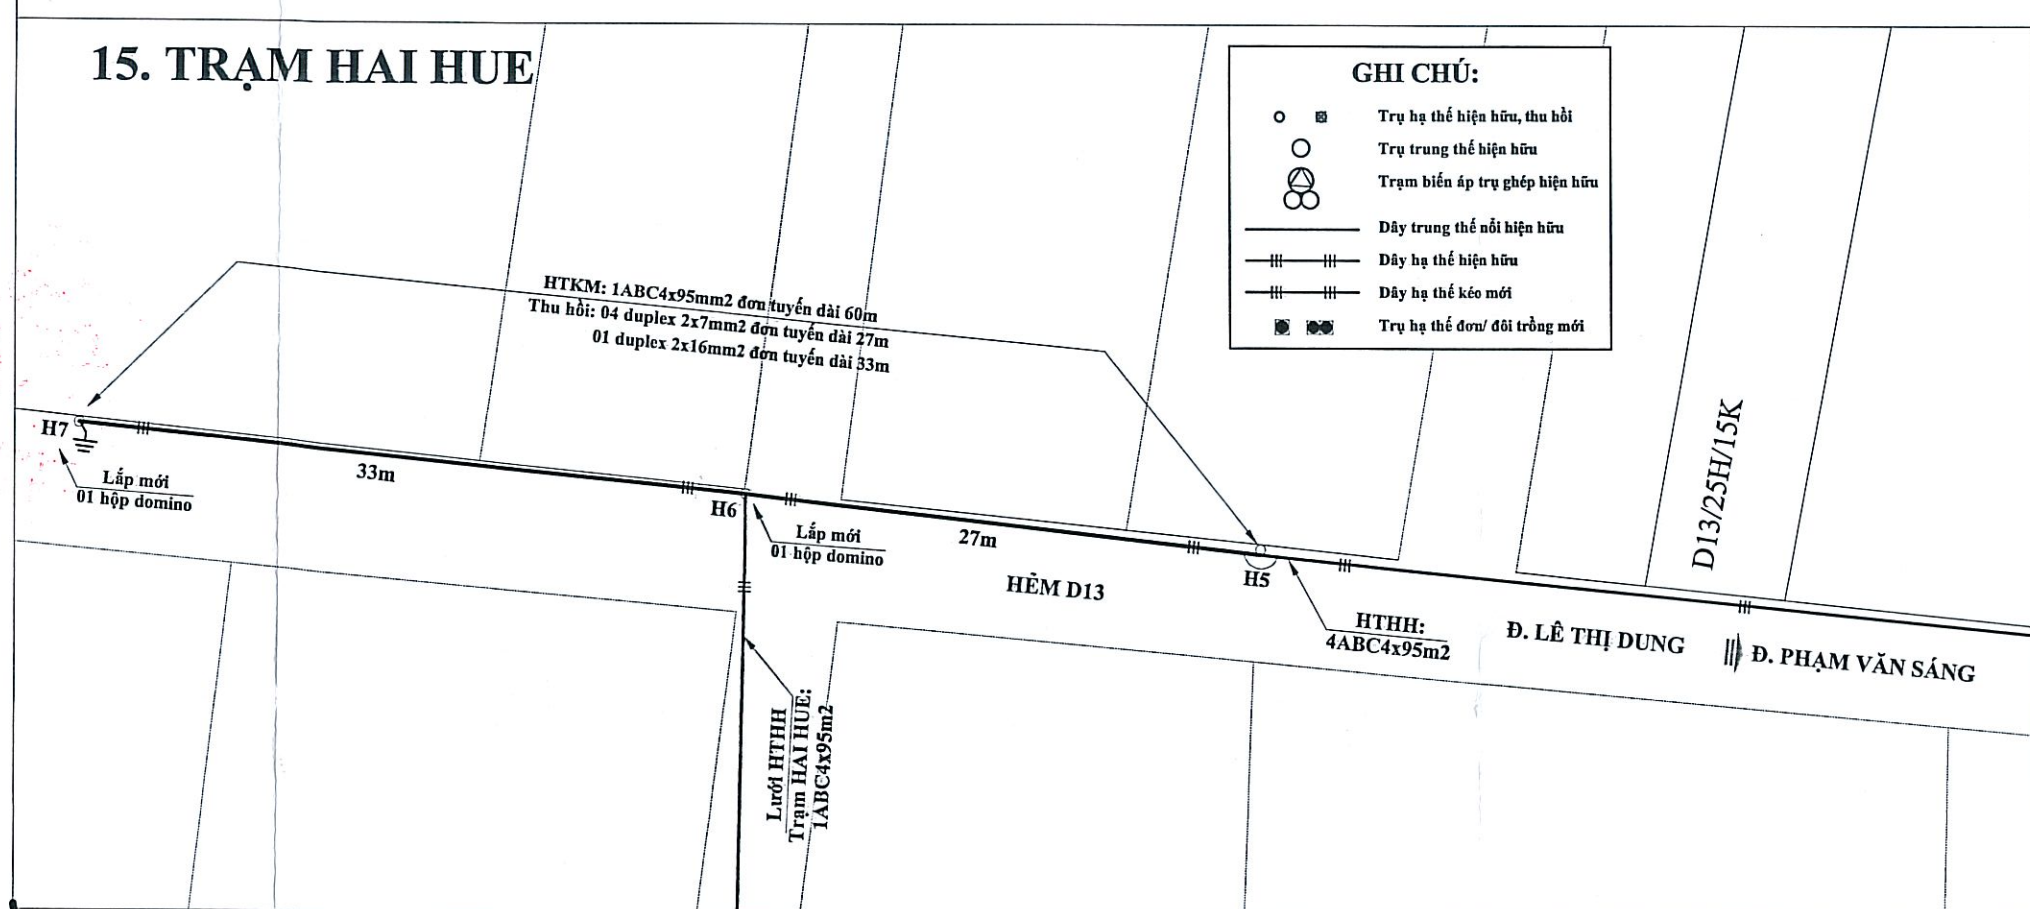 15. TRẠM HAI HUE
GHI CHÚ:
Trụ hạ thế hiện hữu, thu hồi
Trụ trung thế hiện hữu
Trạm biến áp trụ ghép hiện hữu
Dây trung thế nổi hiện hữu
Dây hạ thế hiện hữu
Dây hạ thế kéo mới
Trụ hạ thế đơn/ đôi trồng mới
HTKM: 1ABC4x95mm2 đơn tuyến dài 60m
Thu hồi: 04 duplex 2x7mm2 đơn tuyến dài 27m
01 duplex 2x16mm2 đơn tuyến dài 33m
H7
Lắp mới
01 hộp domino
33m
H6
Lắp mới
01 hộp domino
27m
HẺM D13
H5
HTHH:
4ABC4x95m2
D13/25H/15K
Đ. LÊ THỊ DUNG
Đ. PHẠM VĂN SÁNG
Lưới HTHH
Trạm HAI HUE:
1ABC4x95m2